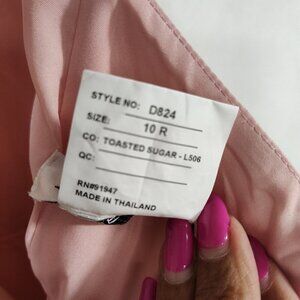 STYLE NO: D824
SIZE: 10 R
CO: TOASTED SUGAR - L506
QC:
RN#91947
MADE IN THAILAND